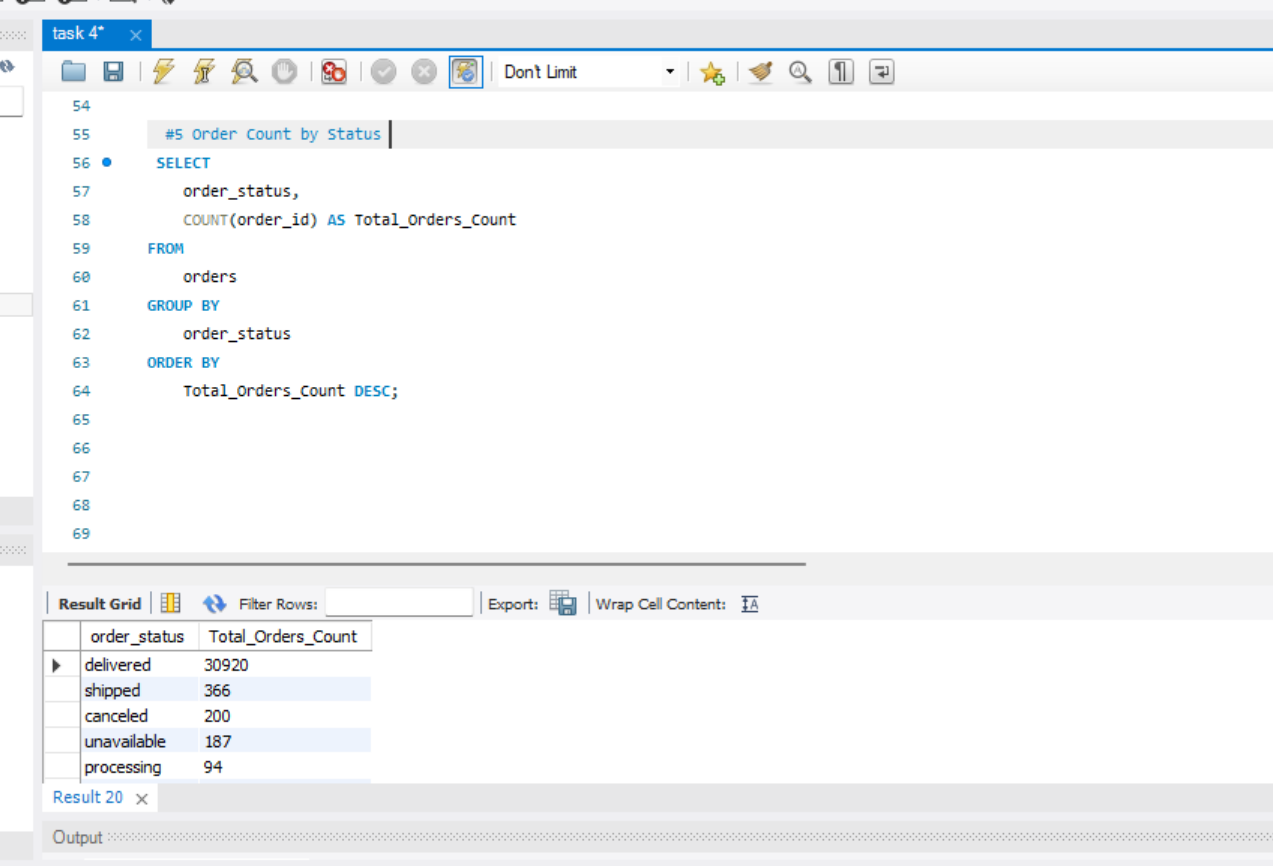 task 4*
Don't Limit
54
55 #5 Order Count by Status
56 SELECT
57 order_status,
58 COUNT(order_id) AS Total_Orders_Count
59 FROM
60 orders
61 GROUP BY
62 order_status
63 ORDER BY
64 Total_Orders_Count DESC;
65
66
67
68
69
Result Grid Filter Rows: Export: Wrap Cell Content:
order_status Total_Orders_Count
delivered 30920
shipped 366
canceled 200
unavailable 187
processing 94
Result 20
Output